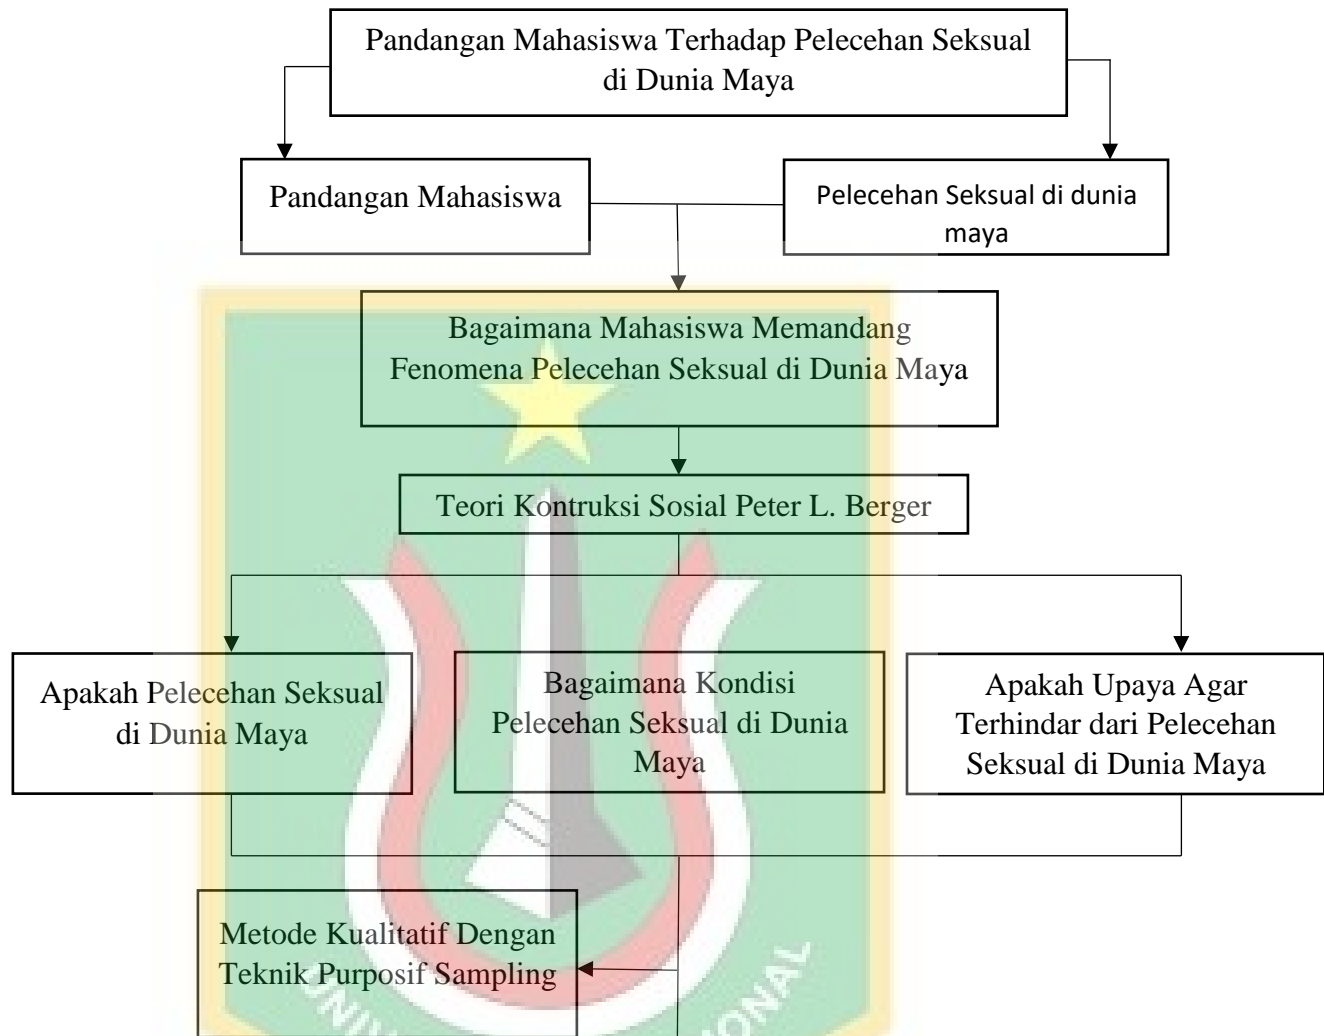 Pandangan Mahasiswa Terhadap Pelecehan Seksual
di Dunia Maya
Pandangan Mahasiswa
Pelecehan Seksual di dunia
maya
Bagaimana Mahasiswa Memandang
Fenomena Pelecehan Seksual di Dunia Maya
Teori Kontruksi Sosial Peter L. Berger
Apakah Pelecehan Seksual
di Dunia Maya
Bagaimana Kondisi
Pelecehan Seksual di Dunia
Maya
Apakah Upaya Agar
Terhindar dari Pelecehan
Seksual di Dunia Maya
Metode Kualitatif Dengan
Teknik Purposif Sampling